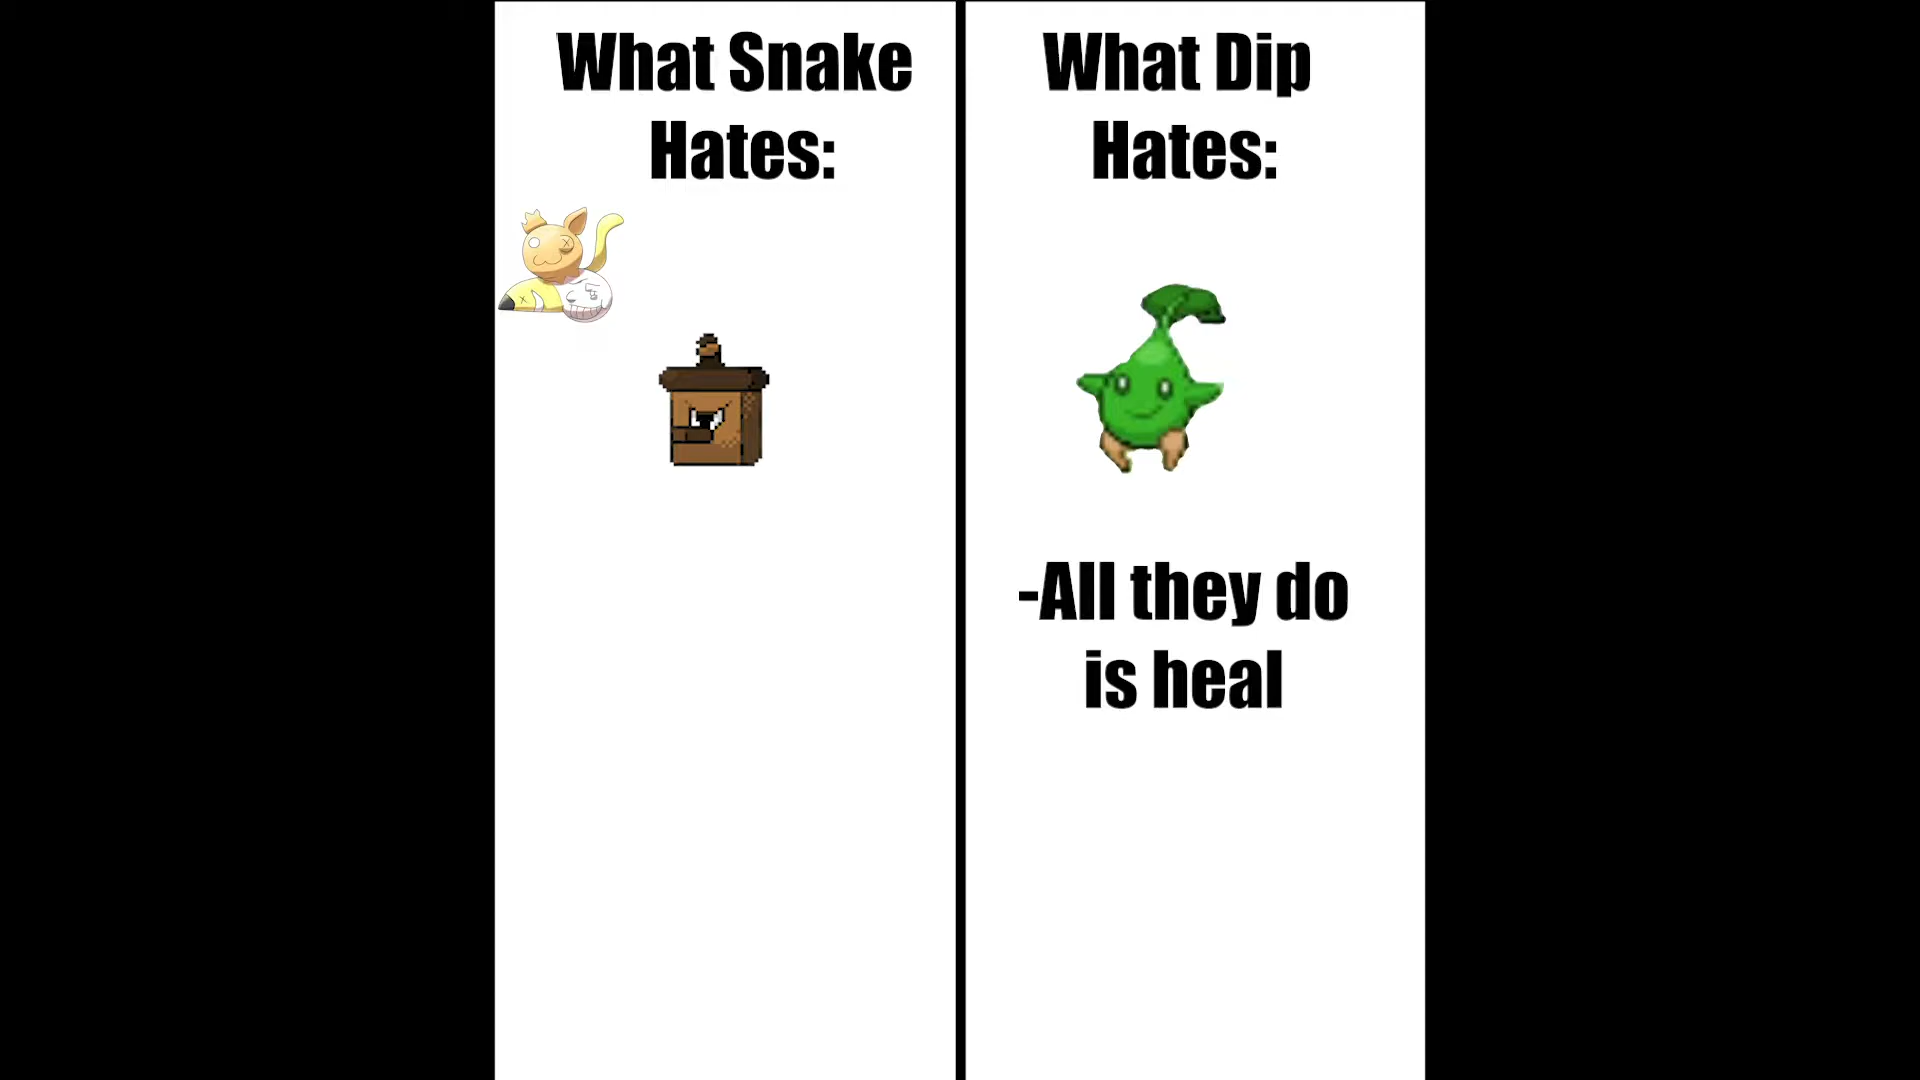 What Snake
Hates:
What Dip
Hates:
-All they do
is heal